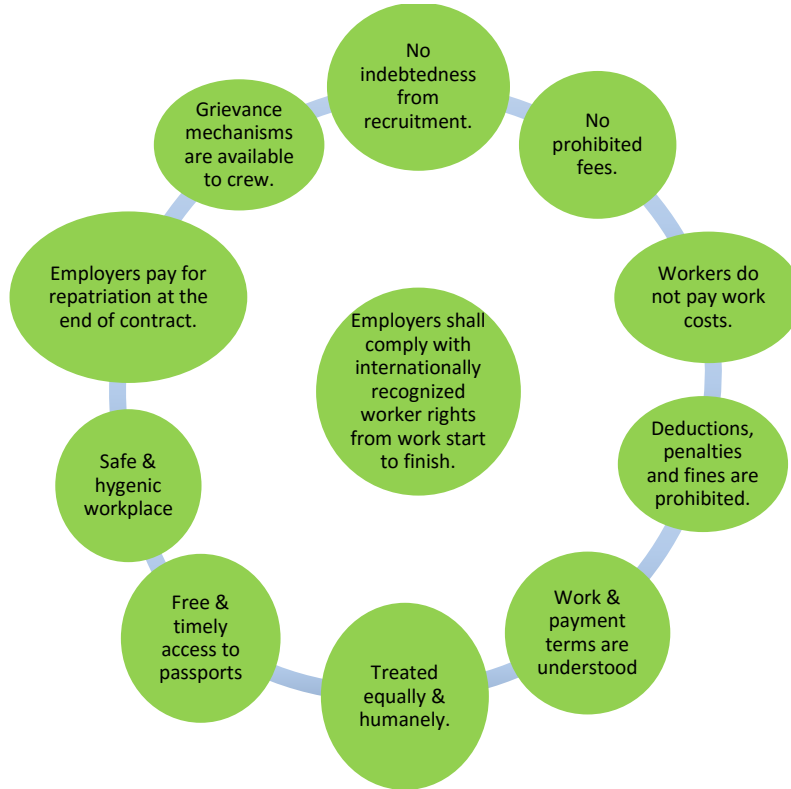 No
indebtedness
from
recruitment.
No
prohibited
fees.
Workers do
not pay work
costs.
Deductions,
penalties
and fines are
prohibited.
Work &
payment
terms are
understood
Treated
equally &
humanely.
Free &
timely
access to
passports
Safe &
hygenic
workplace
Employers pay for
repatriation at the
end of contract.
Grievance
mechanisms
are available
to crew.
Employers shall
comply with
internationally
recognized
worker rights
from work start
to finish.